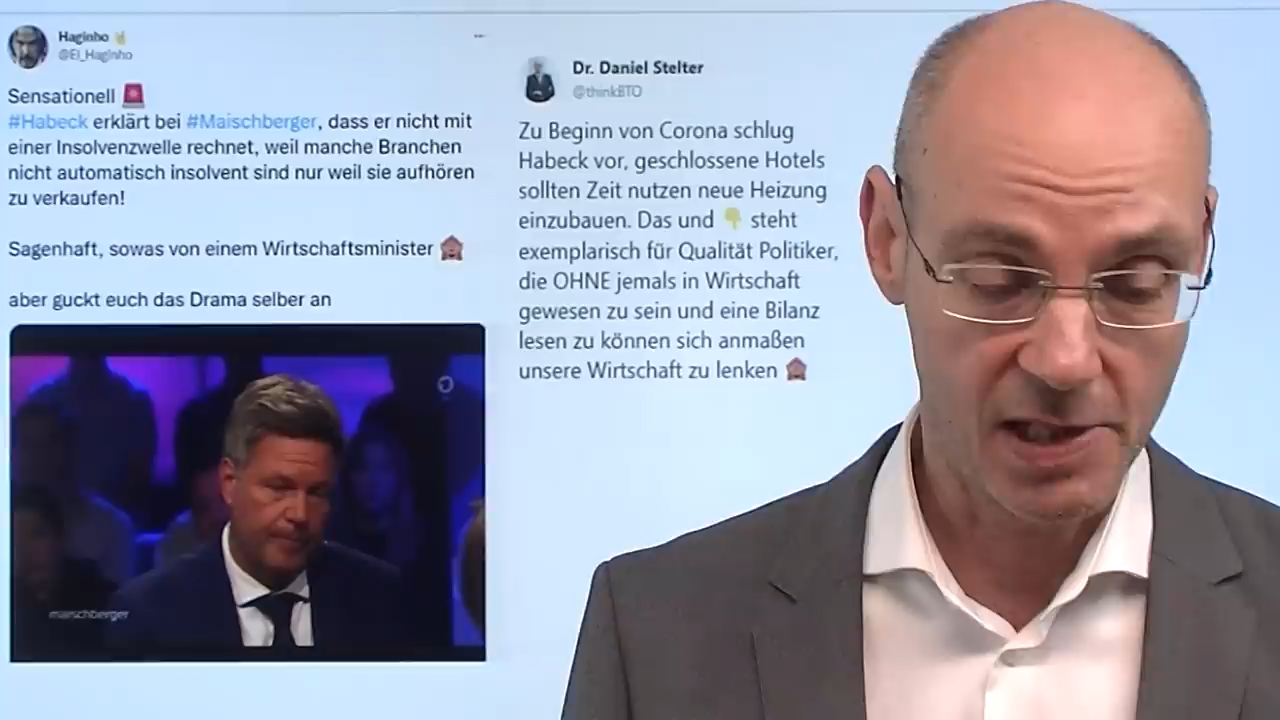 Haginho
@El_Haginho
Sensationell
#Habeck erklärt bei #Maischberger, dass er nicht mit
einer Insolvenzwelle rechnet, weil manche Branchen
nicht automatisch insolvent sind nur weil sie aufhören
zu verkaufen!
Sagenhaft, sowas von einem Wirtschaftsminister
aber guckt euch das Drama selber an
maischberger
Dr. Daniel Stelter
@thinkBTO
Zu Beginn von Corona schlug
Habeck vor, geschlossene Hotels
sollten Zeit nutzen neue Heizung
einzubauen. Das und 👇 steht
exemplarisch für Qualität Politiker,
die OHNE jemals in Wirtschaft
gewesen zu sein und eine Bilanz
lesen zu können sich anmaßen
unsere Wirtschaft zu lenken